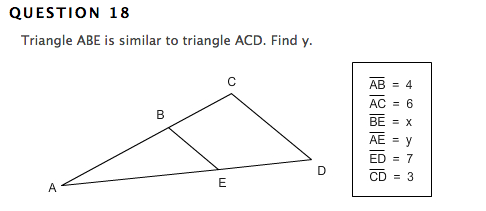 QUESTION 18
Triangle ABE is similar to triangle ACD. Find y.
C
B
A
E
D
AB = 4
AC = 6
BE = x
AE = y
ED = 7
CD = 3